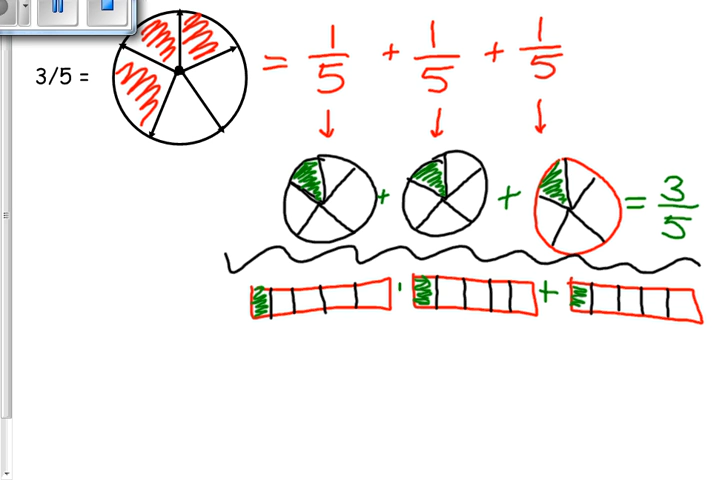 3/5 = = 1/5 + 1/5 + 1/5
+ + = 3/5
· +